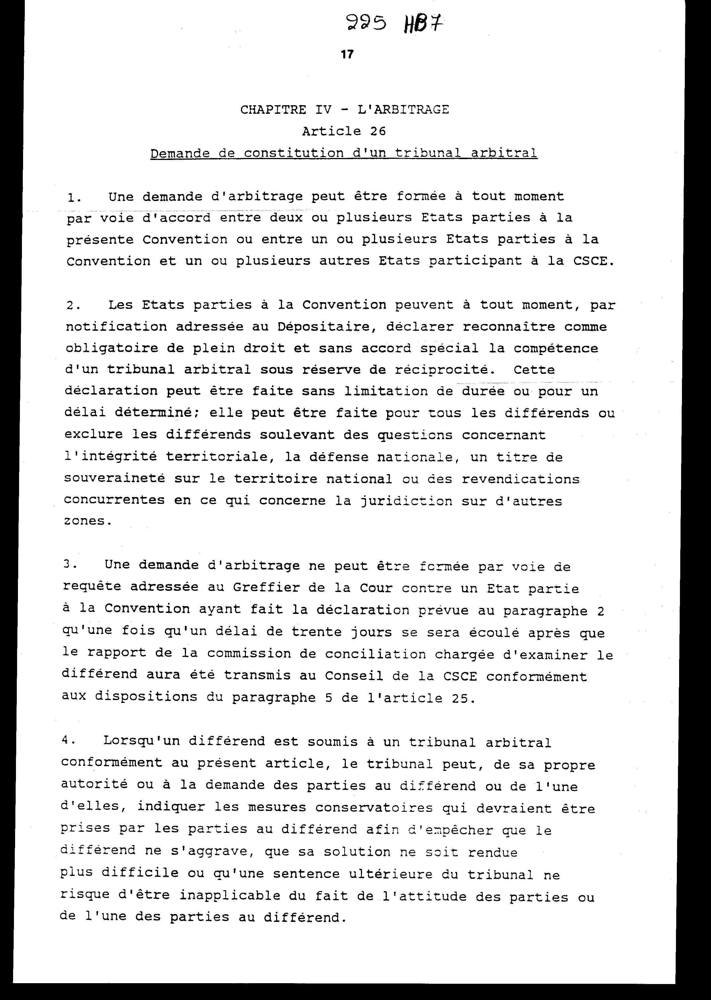 225 HB7
17
CHAPITRE IV - L'ARBITRAGE
Article 26
Demande de constitution d'un tribunal arbitral
1. Une demande d'arbitrage peut être formée à tout moment
par voie d'accord entre deux ou plusieurs Etats parties à la
présente Convention ou entre un ou plusieurs Etats parties à la
Convention et un ou plusieurs autres Etats participant à la CSCE.
2. Les Etats parties à la Convention peuvent à tout moment, par
notification adressée au Dépositaire, déclarer reconnaître comme
obligatoire de plein droit et sans accord spécial la compétence
d'un tribunal arbitral sous réserve de réciprocité. Cette
déclaration peut être faite sans limitation de durée ou pour un
délai déterminé; elle peut être faite pour tous les différends ou
exclure les différends soulevant des questions concernant
l'intégrité territoriale, la défense nationale, un titre de
souveraineté sur le territoire national ou des revendications
concurrentes en ce qui concerne la juridiction sur d'autres
zones.
3. Une demande d'arbitrage ne peut être formée par voie de
requête adressée au Greffier de la Cour contre un Etat partie
à la Convention ayant fait la déclaration prévue au paragraphe 2
qu'une fois qu'un délai de trente jours se sera écoulé après que
le rapport de la commission de conciliation chargée d'examiner le
différend aura été transmis au Conseil de la CSCE conformément
aux dispositions du paragraphe 5 de l'article 25.
4. Lorsqu'un différend est soumis à un tribunal arbitral
conformément au présent article, le tribunal peut, de sa propre
autorité ou à la demande des parties au différend ou de l'une
d'elles, indiquer les mesures conservatoires qui devraient être
prises par les parties au différend afin d'empêcher que le
différend ne s'aggrave, que sa solution ne soit rendue
plus difficile ou qu'une sentence ultérieure du tribunal ne
risque d'être inapplicable du fait de l'attitude des parties ou
de l'une des parties au différend.